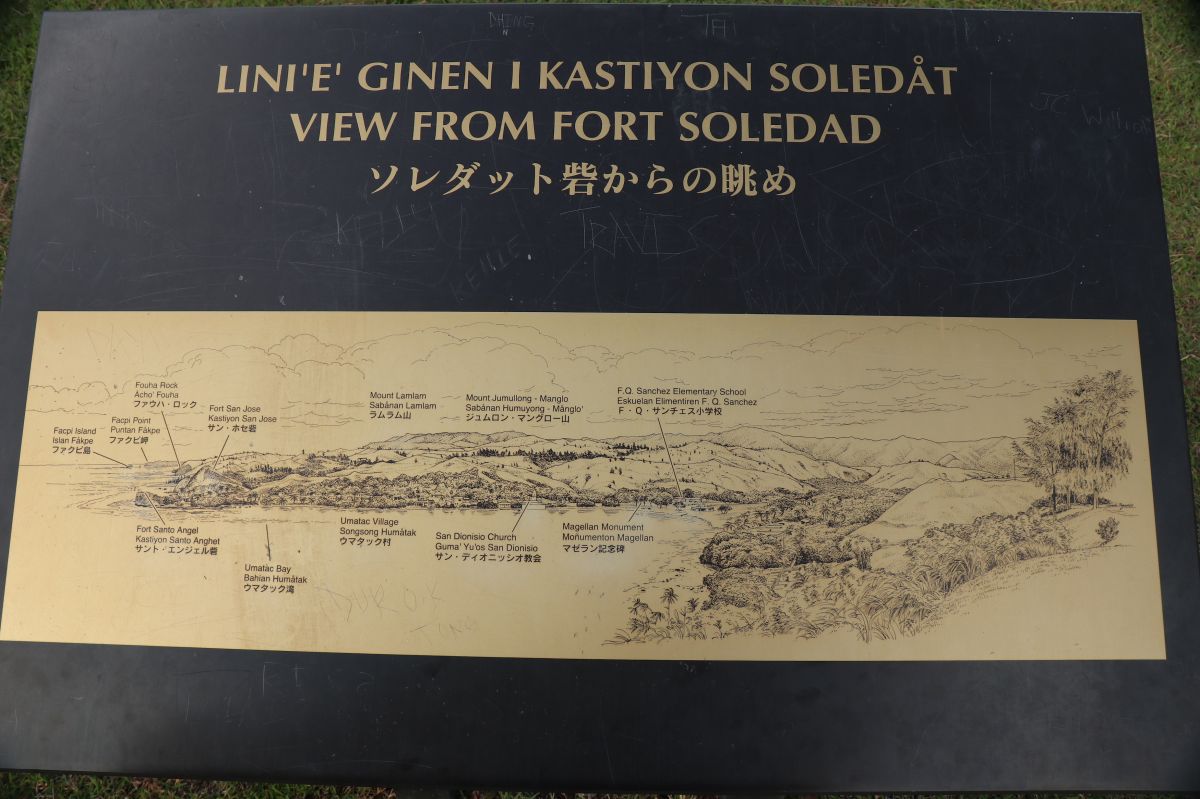 LINI'E' GINEN I KASTIYON SOLEDÅT
VIEW FROM FORT SOLEDAD
ソレダット砦からの眺め
Fouha Rock
Åcho' Fouha
ファウハ・ロック
Facpi Island
Islan Fåkpe
ファクピ島
Facpi Point
Puntan Fåkpe
ファクピ岬
Fort San Jose
Kastiyon San Jose
サン・ホセ砦
Mount Lamlam
Sabånan Lamlam
ラムラム山
Mount Jumullong - Manglo
Sabånan Humuyong - Månglo'
ジュムロン・マングロー山
F.Q. Sanchez Elementary School
Eskuelan Elimentiren F. Q. Sanchez
F・Q・サンチェス小学校
Fort Santo Angel
Kastiyon Santo Anghet
サント・エンジェル砦
Umatac Bay
Bahian Humåtak
ウマタック湾
Umatac Village
Songsong Humåtak
ウマタック村
San Dionisio Church
Guma' Yu'os San Dionisio
サン・ディオニッシオ教会
Magellan Monument
Moñumenton Magellan
マゼラン記念碑
TRAVIS